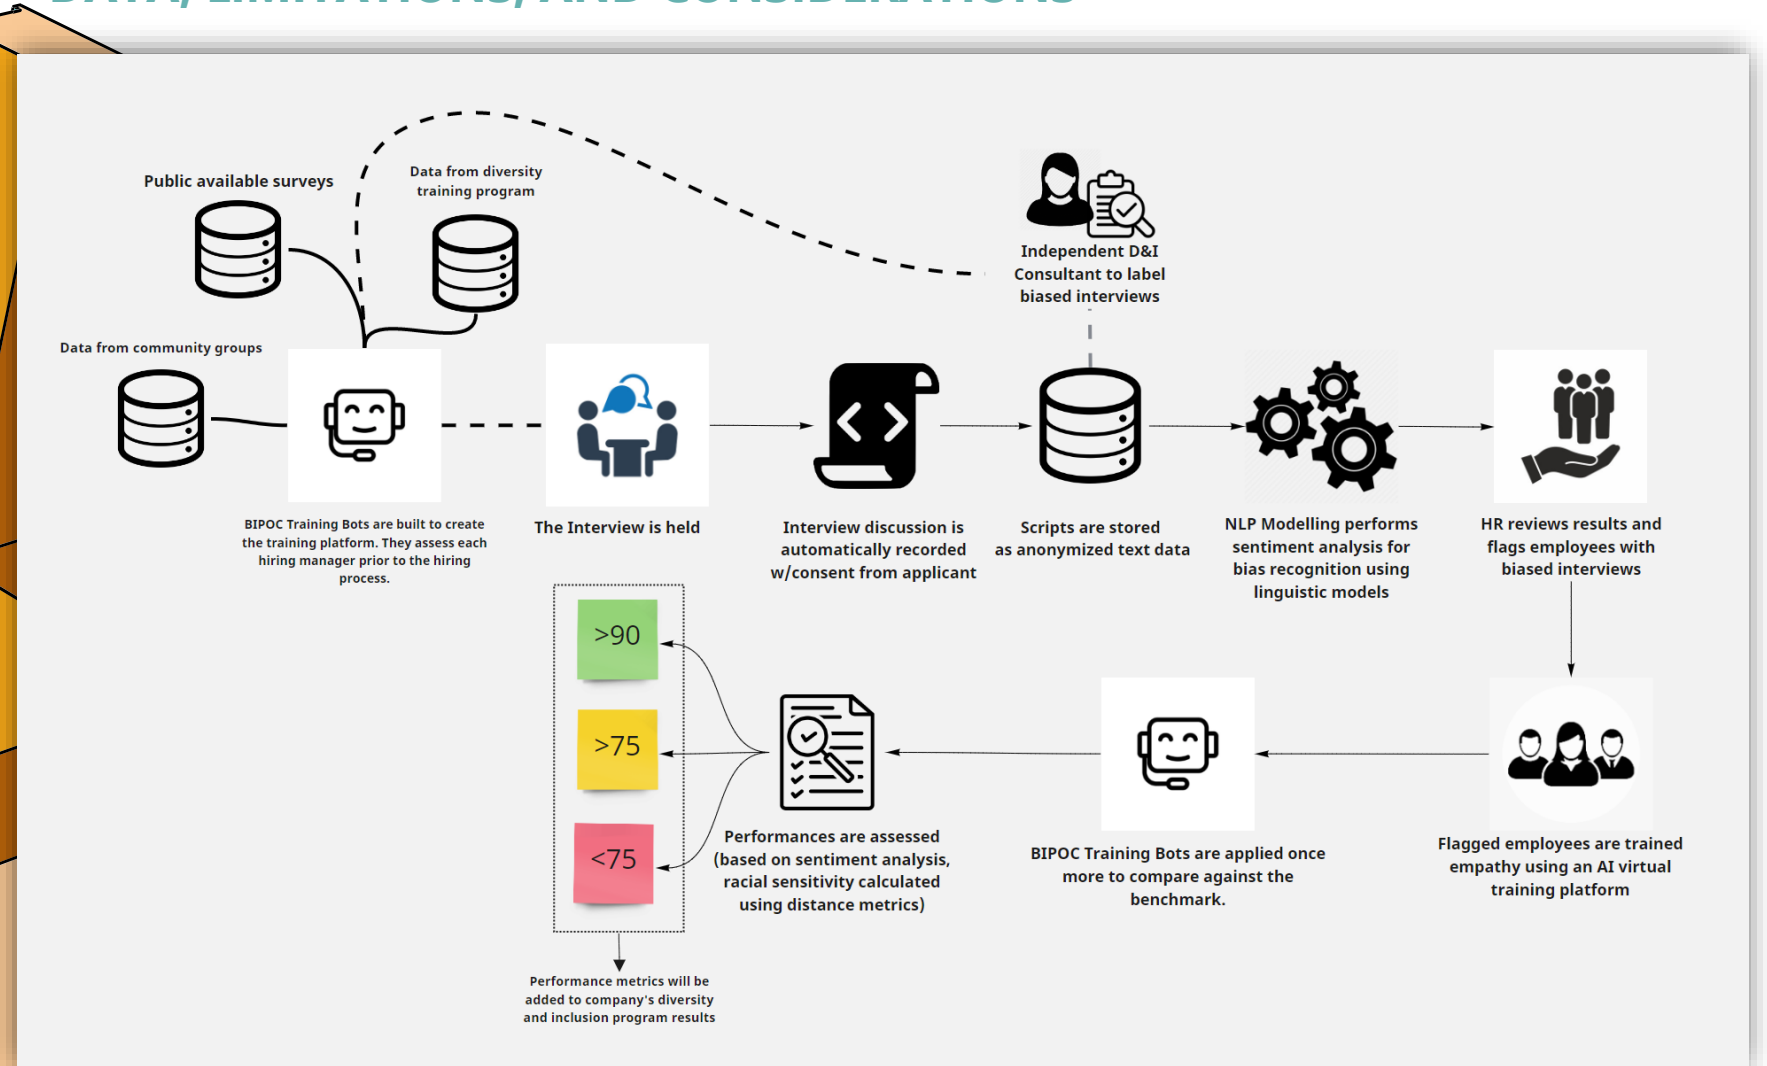 DATA, LIMITATIONS, AND CONSIDERATIONS
Public available surveys
Data from diversity
training program
Data from community groups
Independent D&I
Consultant to label
biased interviews
BIPOC Training Bots are built to create
the training platform. They assess each
hiring manager prior to the hiring
process.
The Interview is held
Interview discussion is
automatically recorded
w/consent from applicant
Scripts are stored
as anonymized text data
NLP Modelling performs
sentiment analysis for
bias recognition using
linguistic models
HR reviews results and
flags employees with
biased interviews
Flagged employees are trained
empathy using an AI virtual
training platform
BIPOC Training Bots are applied once
more to compare against the
benchmark.
Performances are assessed
(based on sentiment analysis,
racial sensitivity calculated
using distance metrics)
>90
>75
<75
Performance metrics will be
added to company's diversity
and inclusion program results